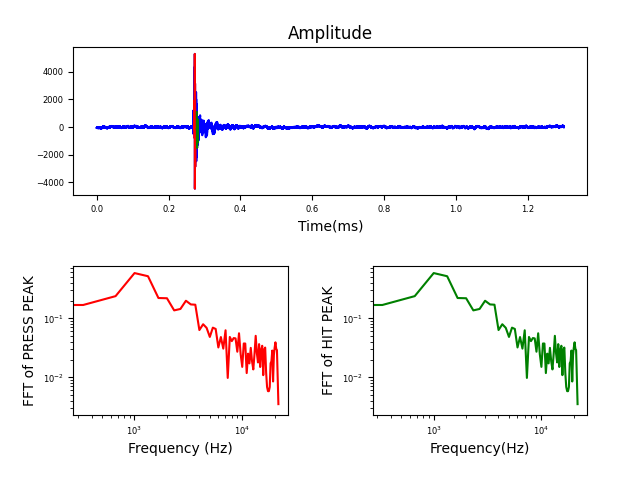 Amplitude
4000
2000
0
−2000
−4000
0.0 0.2 0.4 0.6 0.8 1.0 1.2
Time(ms)
FFT of PRESS PEAK
10⁻¹
10⁻²
10³ 10⁴
Frequency (Hz)
FFT of HIT PEAK
10⁻¹
10⁻²
10³ 10⁴
Frequency(Hz)